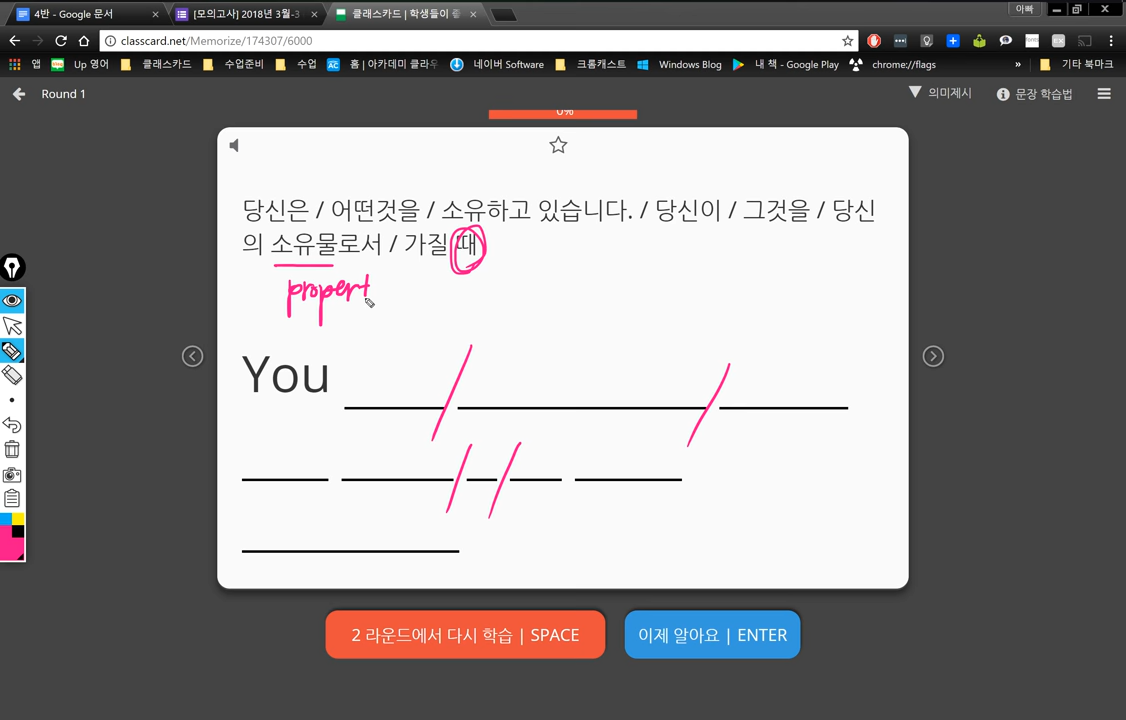 4반 - Google 문서
[모의고사] 2018년 3월-3
클래스카드 | 학생들이 좋
아빠
classcard.net/Memorize/174307/6000
앱 Up 영어 클래스카드 수업준비 수업 홈 | 아카데미 클라우 네이버 Software 크롬캐스트 Windows Blog 내 책 - Google Play chrome://flags » 기타 북마크
Round 1
▼ 의미제시
문장 학습법
0%
당신은 / 어떤것을 / 소유하고 있습니다. / 당신이 / 그것을 / 당신
의 소유물로서 / 가질 때
propert
You
2 라운드에서 다시 학습 | SPACE
이제 알아요 | ENTER